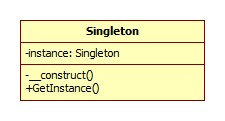 Singleton
-instance: Singleton
-__construct()
+GetInstance()